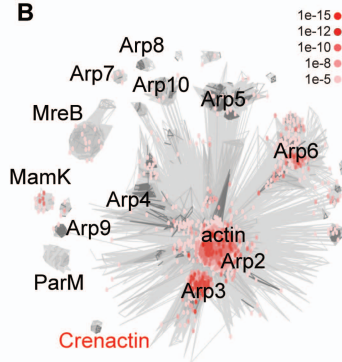 B
1e-15
1e-12
1e-10
1e-8
1e-5
Arp8
Arp7
Arp10
Arp5
MreB
Arp6
MamK
Arp4
Arp9
actin
Arp2
ParM
Arp3
Crenactin